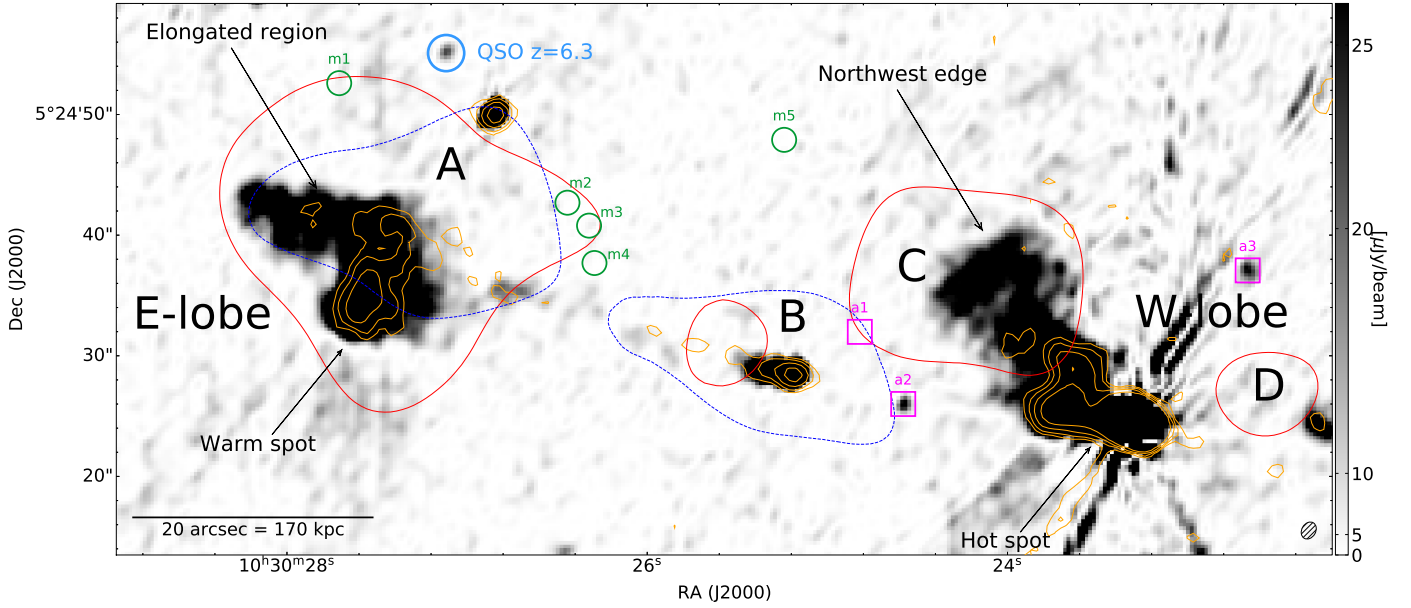 Elongated region
QSO z=6.3
m1
25
Northwest edge
5°24'50"
m5
A
m2
m3
40"
20
a3
m4
C
[μJy/beam]
Dec (J2000)
E-lobe
B
a1
W lobe
30"
a2
D
Warm spot
20"
10
20 arcsec = 170 kpc
Hot spot
5
0
10ʰ30ᵐ28ˢ
26ˢ
24ˢ
RA (J2000)